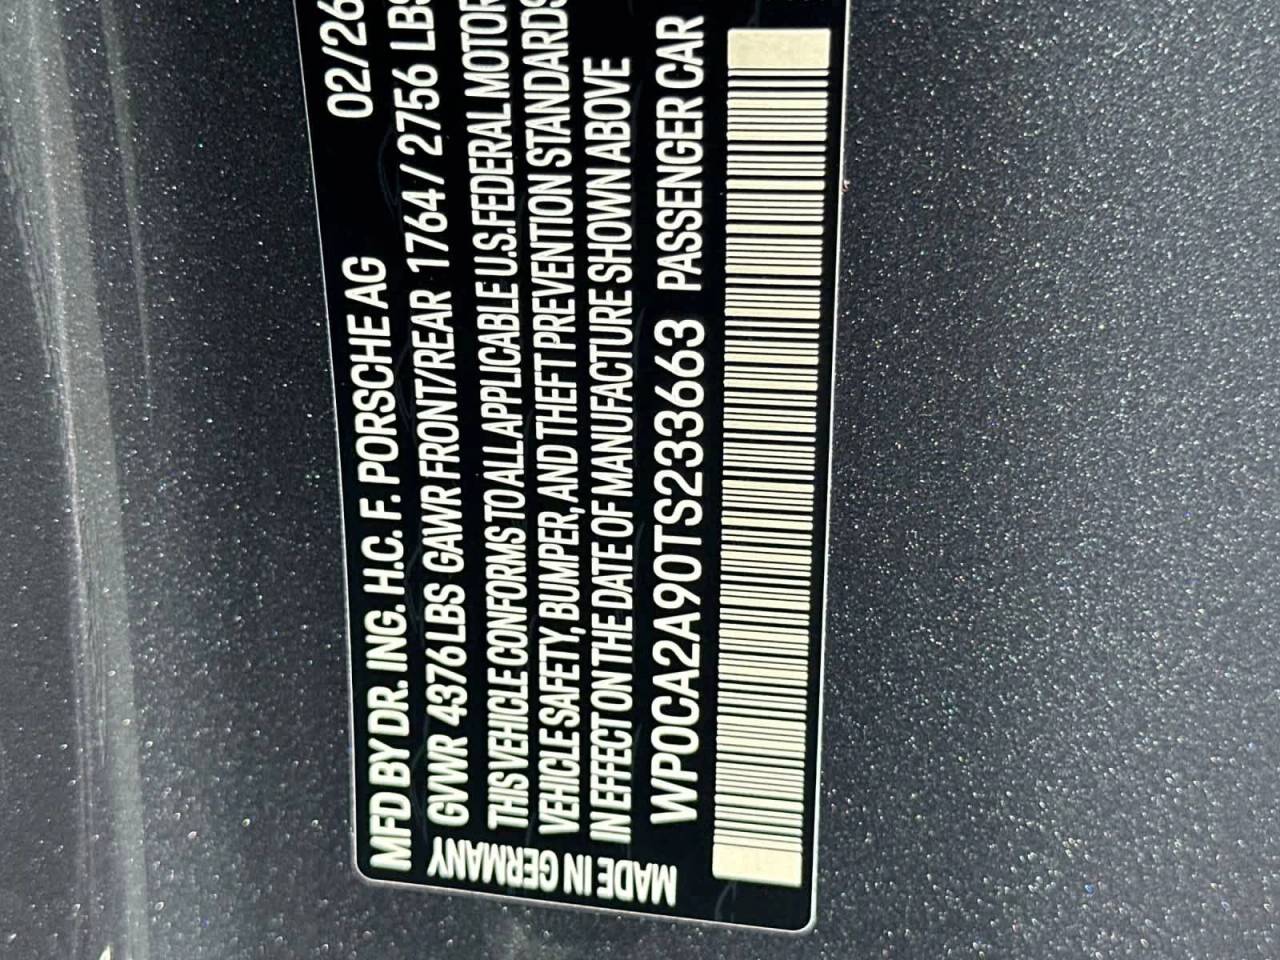 MFD BY DR. ING. H.C. F. PORSCHE AG 02/26
GVWR 4376LBS GAWR FRONT/REAR 1764/2756 LBS
THIS VEHICLE CONFORMS TO ALL APPLICABLE U.S.FEDERAL MOTOR
VEHICLE SAFETY, BUMPER, AND THEFT PREVENTION STANDARDS
IN EFFECT ON THE DATE OF MANUFACTURE SHOWN ABOVE
WP0CA2A90TS233663 PASSENGER CAR
MADE IN GERMANY